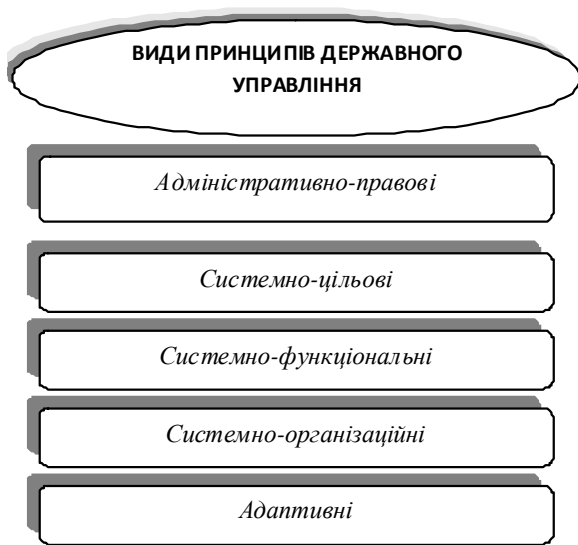 ВИДИ ПРИНЦИПІВ ДЕРЖАВНОГО
УПРАВЛІННЯ
Адміністративно-правові
Системно-цільові
Системно-функціональні
Системно-організаційні
Адаптивні